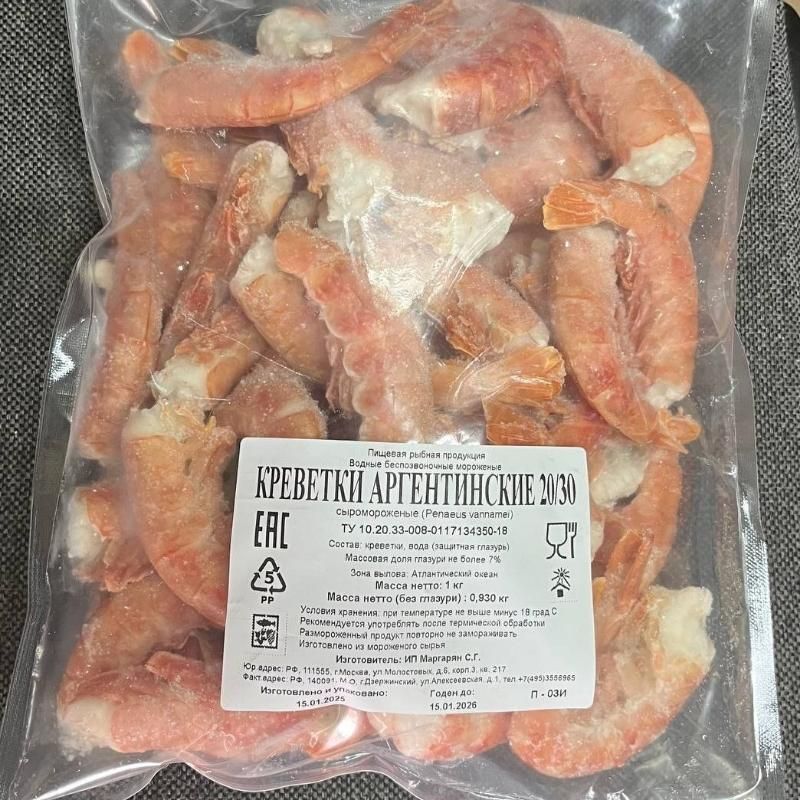 Пищевая рыбная продукция
Водные беспозвоночные мороженые
КРЕВЕТКИ АРГЕНТИНСКИЕ 20/30
сыромороженые (Penaeus vannamei)
ТУ 10.20.33-008-0117134350-18
Состав: креветки, вода (защитная глазурь)
Массовая доля глазури не более 7%
Зона вылова: Атлантический океан
Масса нетто: 1 кг
Масса нетто (без глазури) : 0,930 кг
Условия хранения: при температуре не выше минус 18 град С
Рекомендуется употреблять после термической обработки
Размороженный продукт повторно не замораживать
Изготовлено из мороженого сырья
Изготовитель: ИП Маргарян С.Г.
Юр.адрес: РФ, 111555, г.Москва, ул.Молостовых, д.6, корп.3, кв. 217
Факт.адрес: РФ, 140091, М.О, г.Дзержинский, ул.Алексеевская, д.1, тел.+7(495)3556965
Изготовлено и упаковано: Годен до: П - ОЗИ
15.01.2025 15.01.2026
ЕАС
5
PP